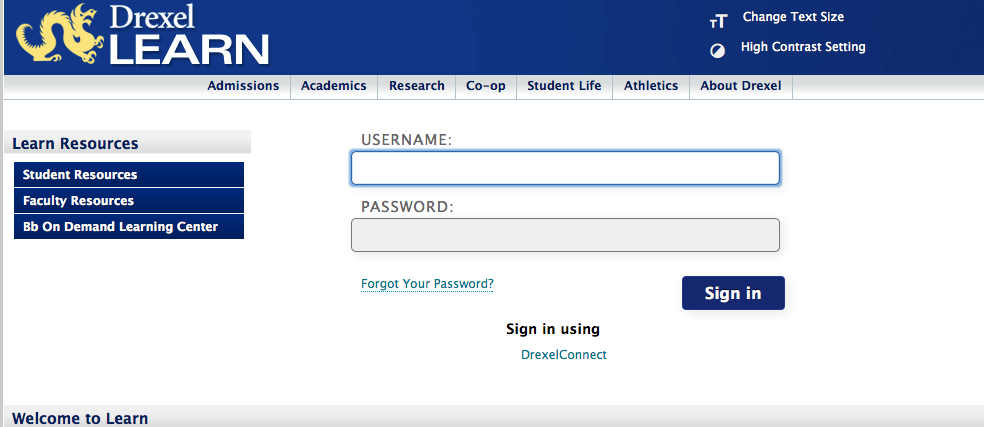 Drexel
LEARN
Change Text Size
High Contrast Setting
Admissions Academics Research Co-op Student Life Athletics About Drexel
Learn Resources
Student Resources
Faculty Resources
Bb On Demand Learning Center
USERNAME:
PASSWORD:
Forgot Your Password?
Sign in
Sign in using
DrexelConnect
Welcome to Learn